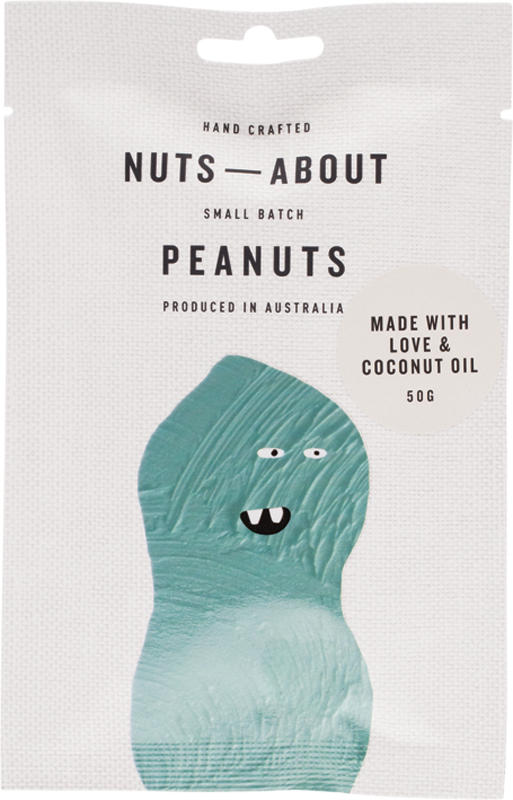 HAND CRAFTED
NUTS — ABOUT
SMALL BATCH
PEANUTS
PRODUCED IN AUSTRALIA
MADE WITH
LOVE &
COCONUT OIL
50G